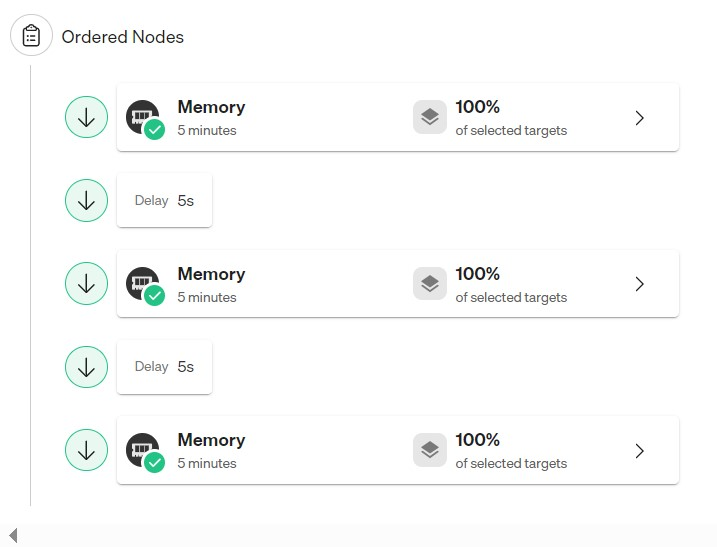 Ordered Nodes
Memory
5 minutes
100%
of selected targets
Delay 5s
Memory
5 minutes
100%
of selected targets
Delay 5s
Memory
5 minutes
100%
of selected targets